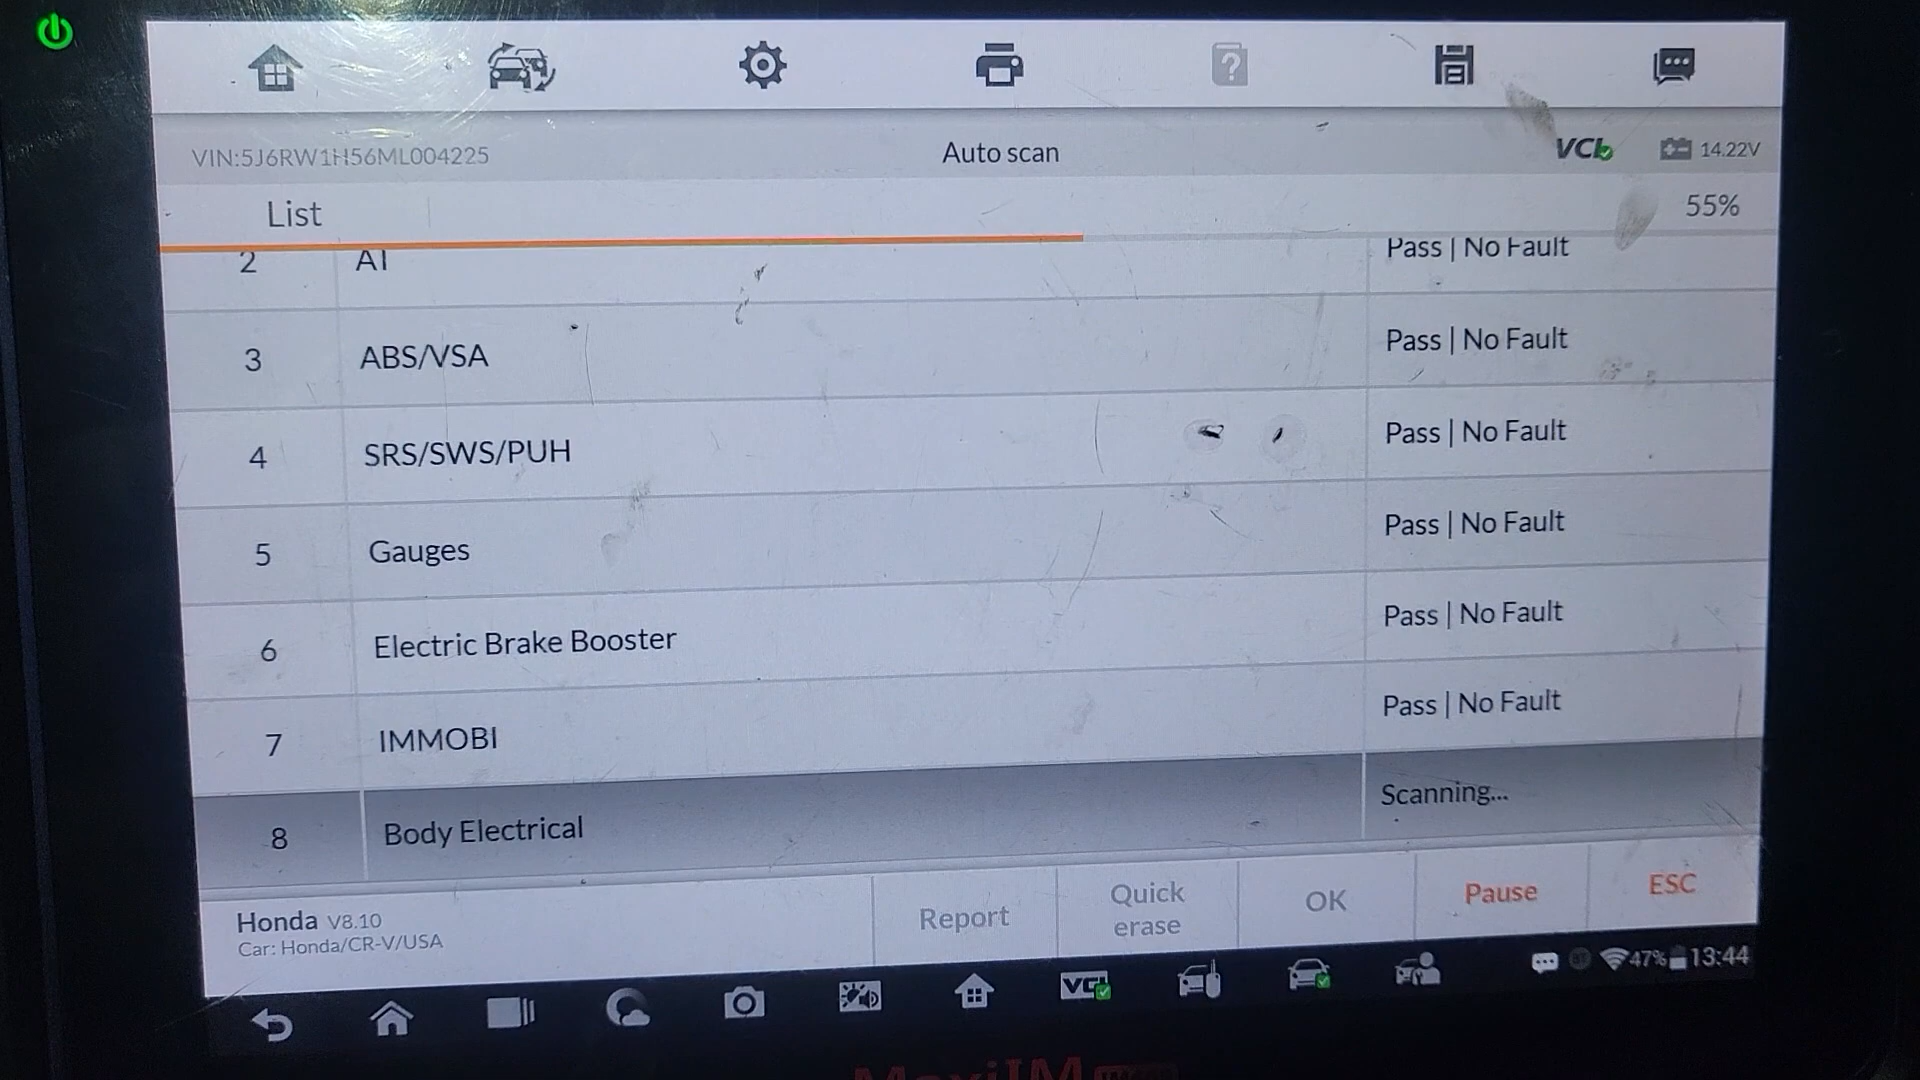 VIN:5J6RW1H56ML004225
Auto scan
VCI
14.22V
List
55%
2 AT Pass | No Fault
3 ABS/VSA Pass | No Fault
4 SRS/SWS/PUH Pass | No Fault
5 Gauges Pass | No Fault
6 Electric Brake Booster Pass | No Fault
7 IMMOBI Pass | No Fault
8 Body Electrical Scanning...
Honda V8.10
Car: Honda/CR-V/USA
Report
Quick
erase
OK
Pause
ESC
VCI
47% 13:44
MaxiIM